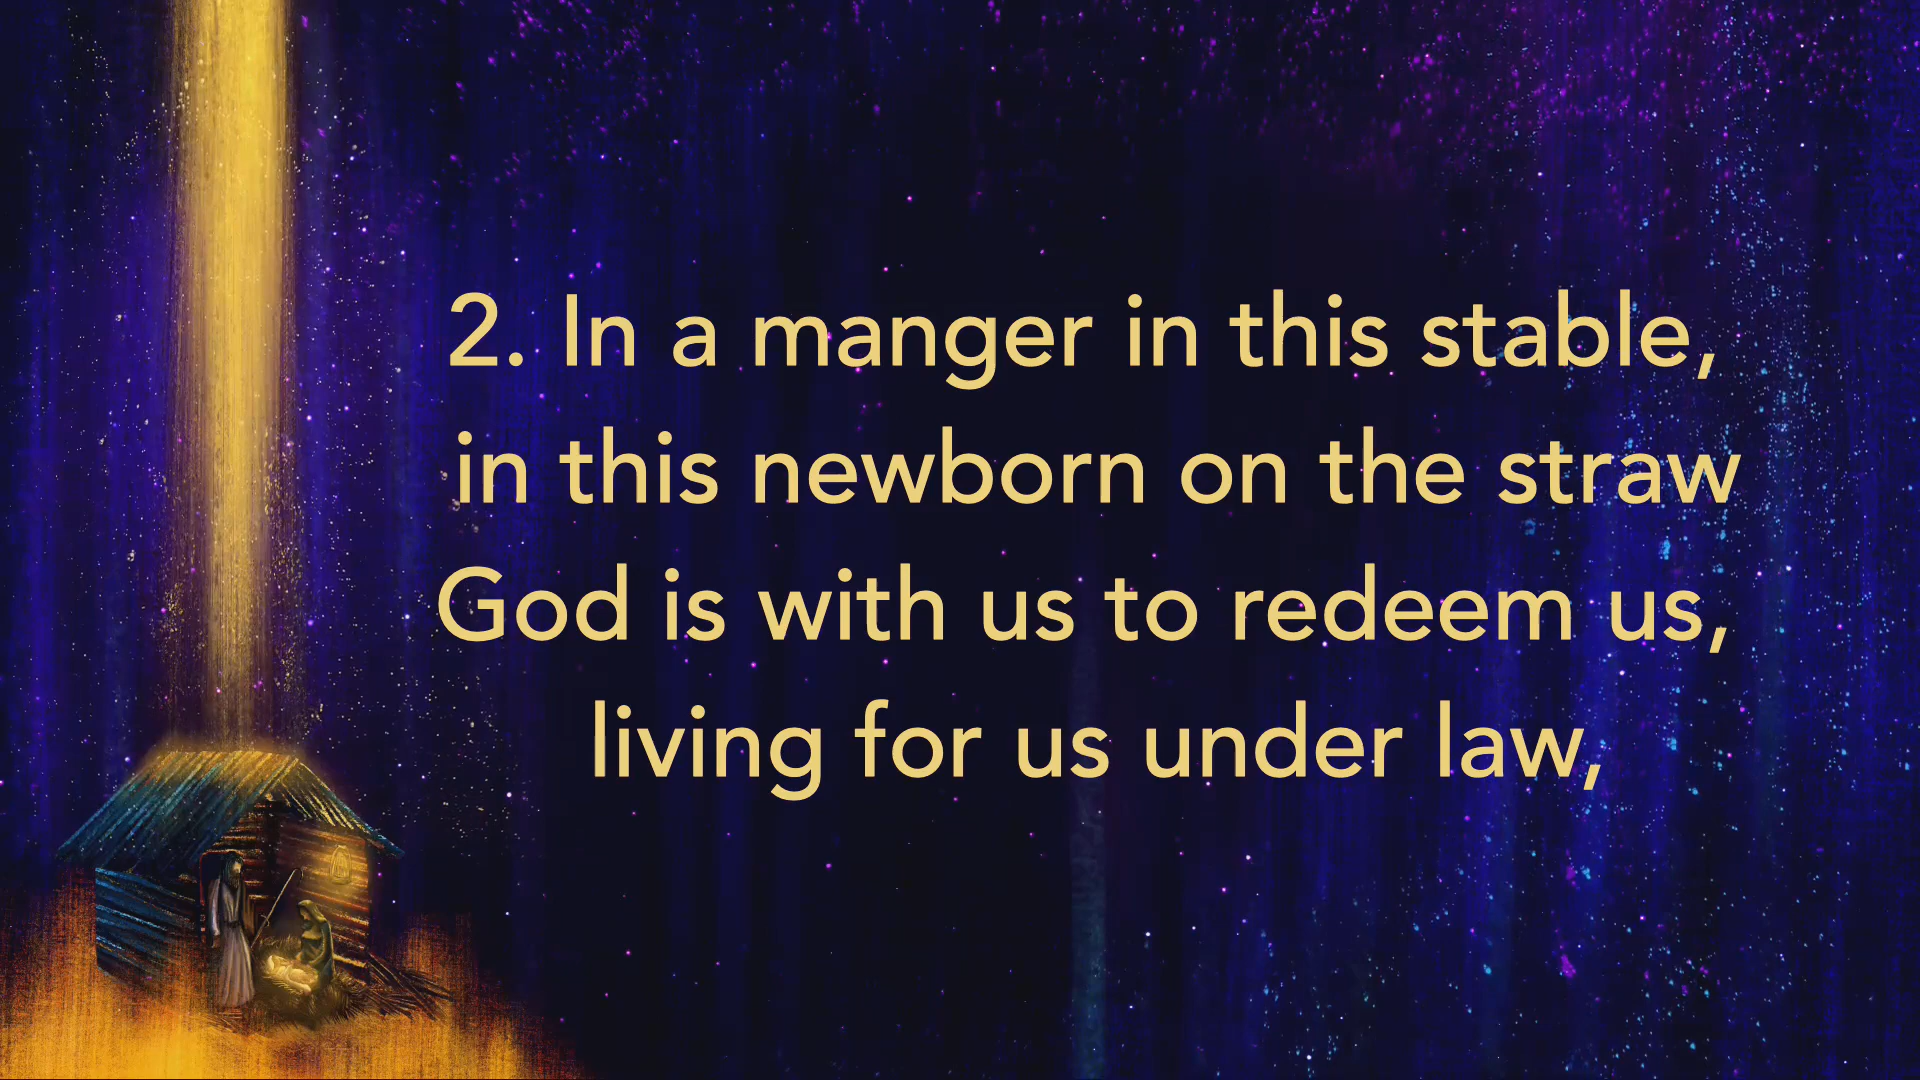 2. In a manger in this stable,
in this newborn on the straw
God is with us to redeem us,
living for us under law,